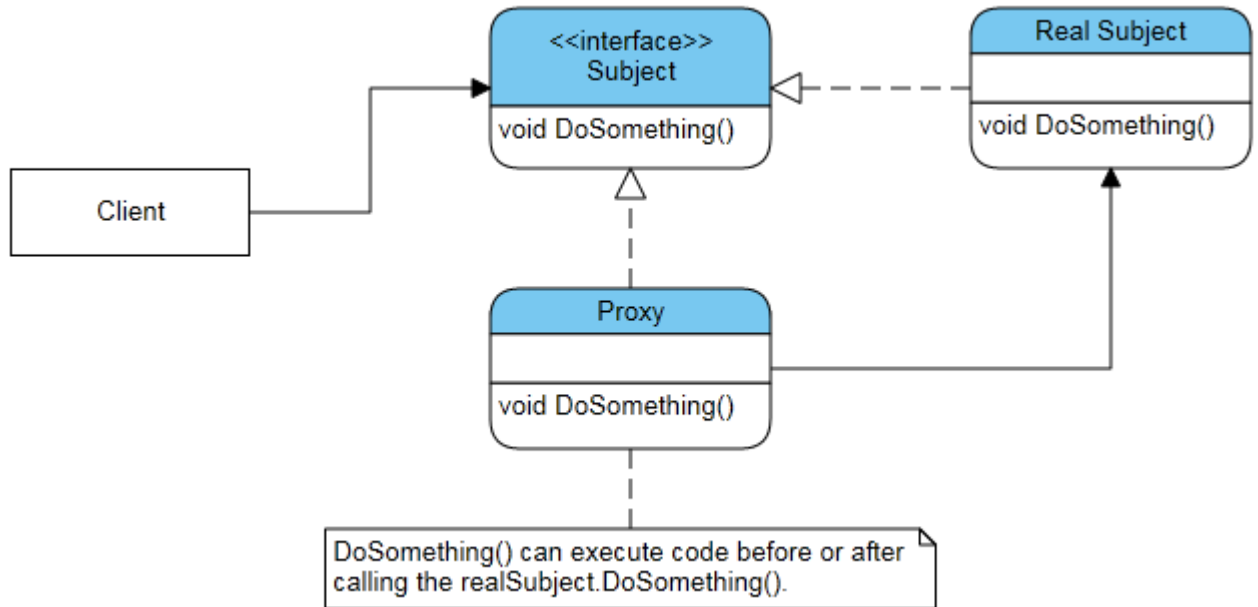 <<interface>>
Subject
void DoSomething()
Real Subject
void DoSomething()
Client
Proxy
void DoSomething()
DoSomething() can execute code before or after
calling the realSubject.DoSomething().